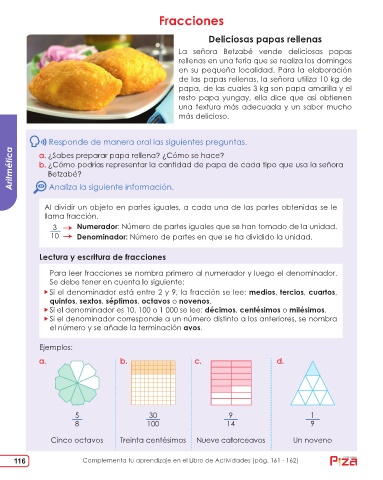 Fracciones
Deliciosas papas rellenas
La señora Betzabé vende deliciosas papas
rellenas en una feria que se realiza los domingos
en su pequeña localidad. Para la elaboración
de las papas rellenas, la señora utiliza 10 kg de
papa, de las cuales 3 kg son papa amarilla y el
resto papa yungay, ella dice que así obtienen
una textura más adecuada y un sabor mucho
más delicioso.
Aritmética
Responde de manera oral las siguientes preguntas.
a. ¿Sabes preparar papa rellena? ¿Cómo se hace?
b. ¿Cómo podrías representar la cantidad de papa de cada tipo que usa la señora
Betzabé?
Analiza la siguiente información.
Al dividir un objeto en partes iguales, a cada una de las partes obtenidas se le
llama fracción.
3 Numerador: Número de partes iguales que se han tomado de la unidad.
10 Denominador: Número de partes en que se ha dividido la unidad.
Lectura y escritura de fracciones
Para leer fracciones se nombra primero al numerador y luego el denominador.
Se debe tener en cuenta lo siguiente:
Si el denominador está entre 2 y 9, la fracción se lee: medios, tercios, cuartos,
quintos, sextos, séptimos, octavos o novenos.
Si el denominador es 10, 100 o 1 000 se lee: décimos, centésimos o milésimos.
Si el denominador corresponde a un número distinto a los anteriores, se nombra
el número y se añade la terminación avos.
Ejemplos:
a. b. c. d.
5 30 9 1
8 100 14 9
Cinco octavos Treinta centésimos Nueve catorceavos Un noveno
116 Complementa tu aprendizaje en el Libro de Actividades (pág. 161 - 162)